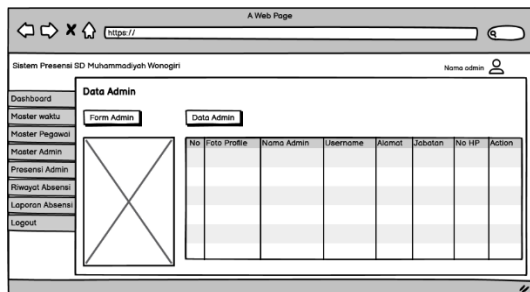 A Web Page
https://
Sistem Presensi SD Muhammadiyah Wonogiri
Nama admin
Dashboard
Master waktu
Master Pegawai
Master Admin
Presensi Admin
Riwayat Absensi
Laporan Absensi
Logout
Data Admin
Form Admin
Data Admin
No Foto Profile Nama Admin Username Alamat Jabatan No HP Action